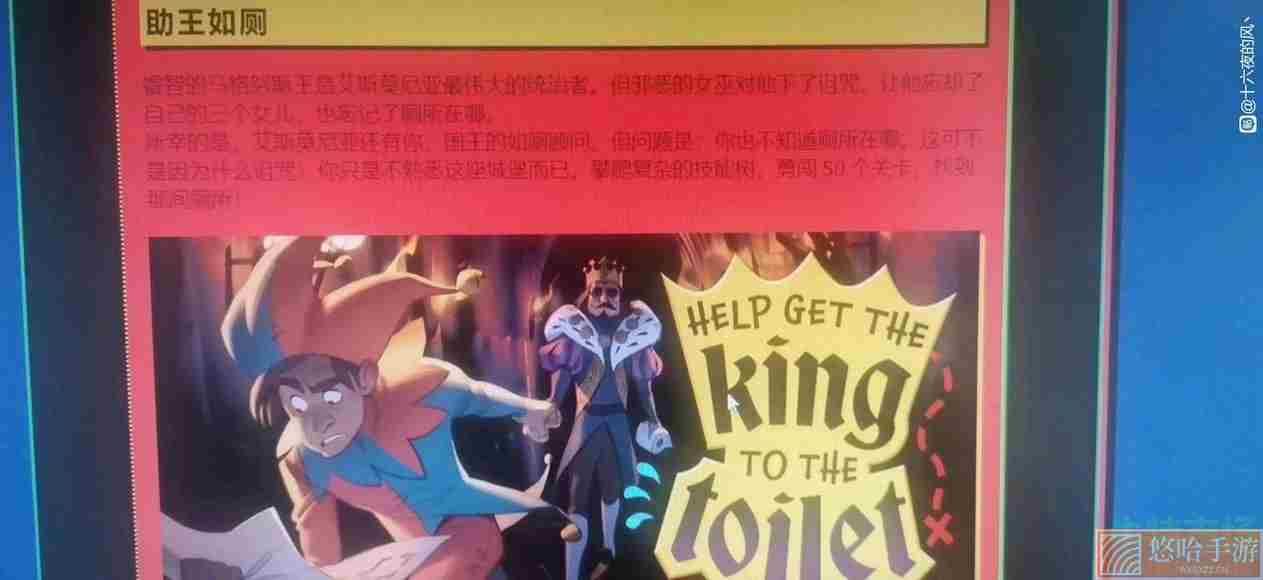 助王如厕
睿智的马格努斯王是艾斯莫尼亚最伟大的统治者。但邪恶的女巫对他下了诅咒，让他忘却了
自己的三个女儿，也忘记了厕所在哪。
所幸的是，艾斯莫尼亚还有你，国王的如厕顾问。但问题是：你也不知道厕所在哪。这可不
是因为什么诅咒！你只是不熟悉这座城堡而已。攀爬复杂的技能树，勇闯 50 个关卡，找到
那间厕所！
HELP GET THE
king
TO THE
toilet
@十六夜的风、
悠哈手游